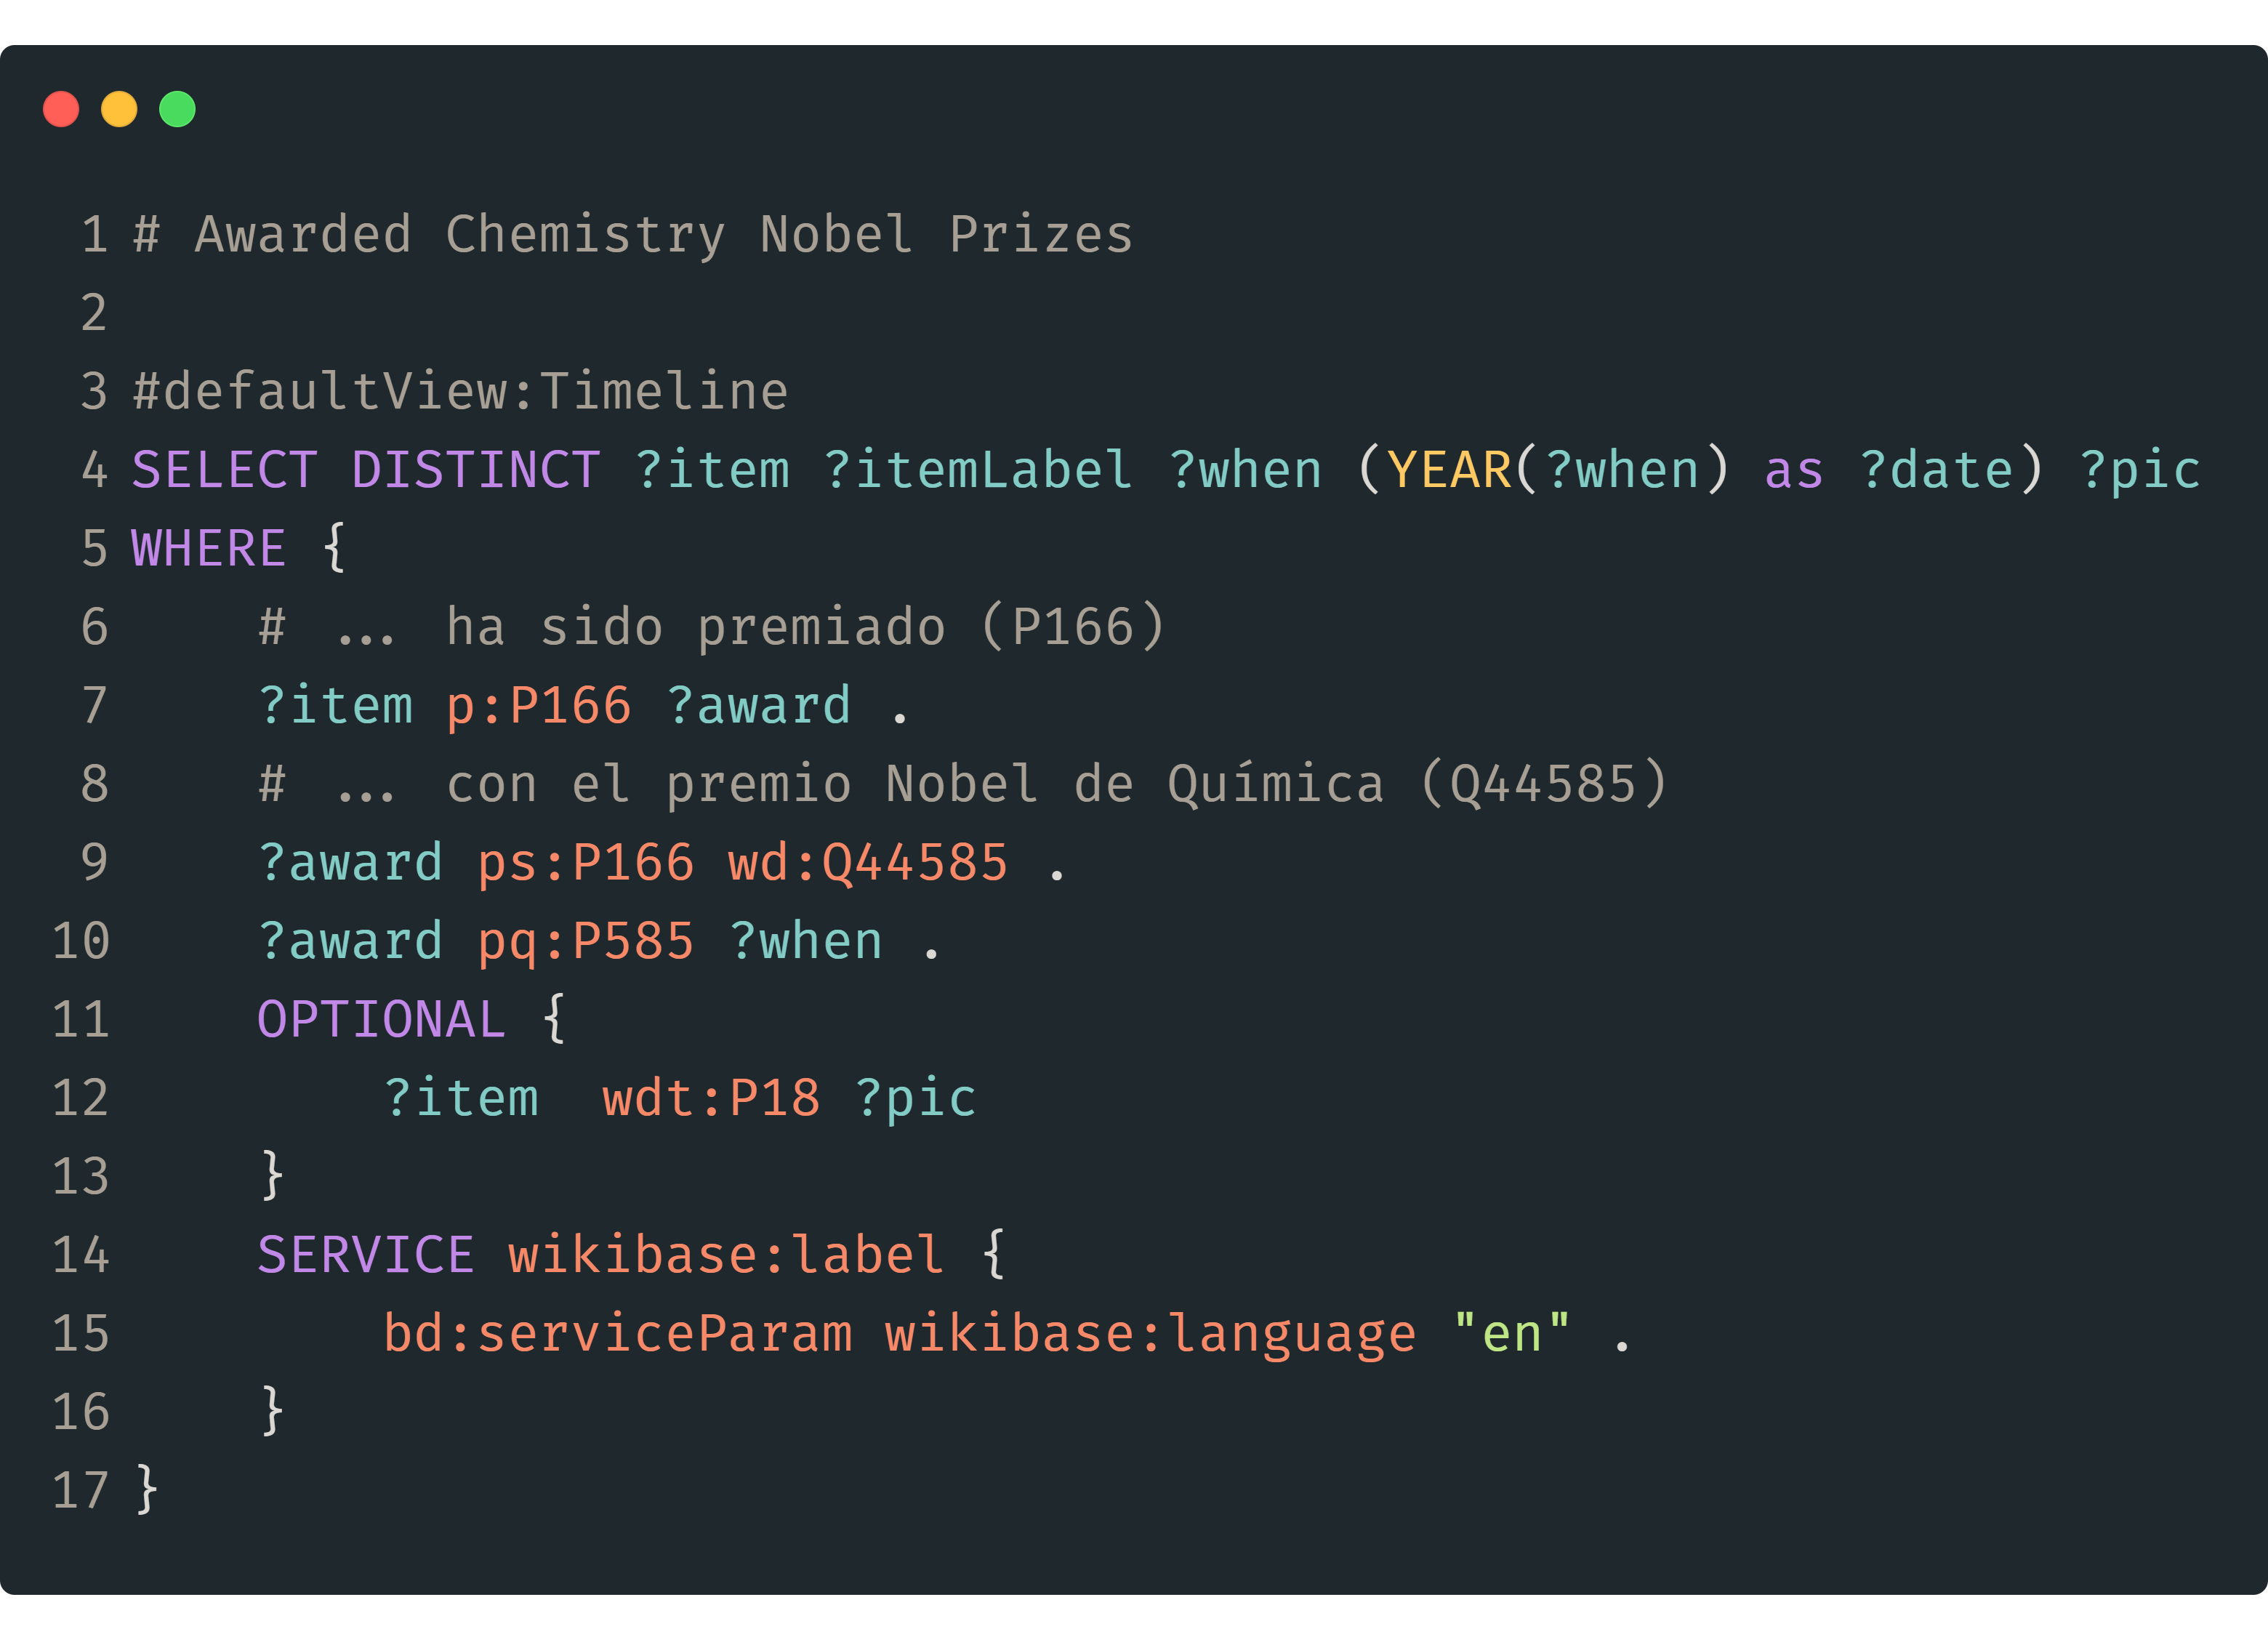 1 # Awarded Chemistry Nobel Prizes
2
3 #defaultView:Timeline
4 SELECT DISTINCT ?item ?itemLabel ?when (YEAR(?when) as ?date) ?pic
5 WHERE {
6     # ... ha sido premiado (P166)
7     ?item p:P166 ?award .
8     # ... con el premio Nobel de Química (Q44585)
9     ?award ps:P166 wd:Q44585 .
10     ?award pq:P585 ?when .
11     OPTIONAL {
12         ?item  wdt:P18 ?pic
13     }
14     SERVICE wikibase:label {
15         bd:serviceParam wikibase:language "en" .
16     }
17 }